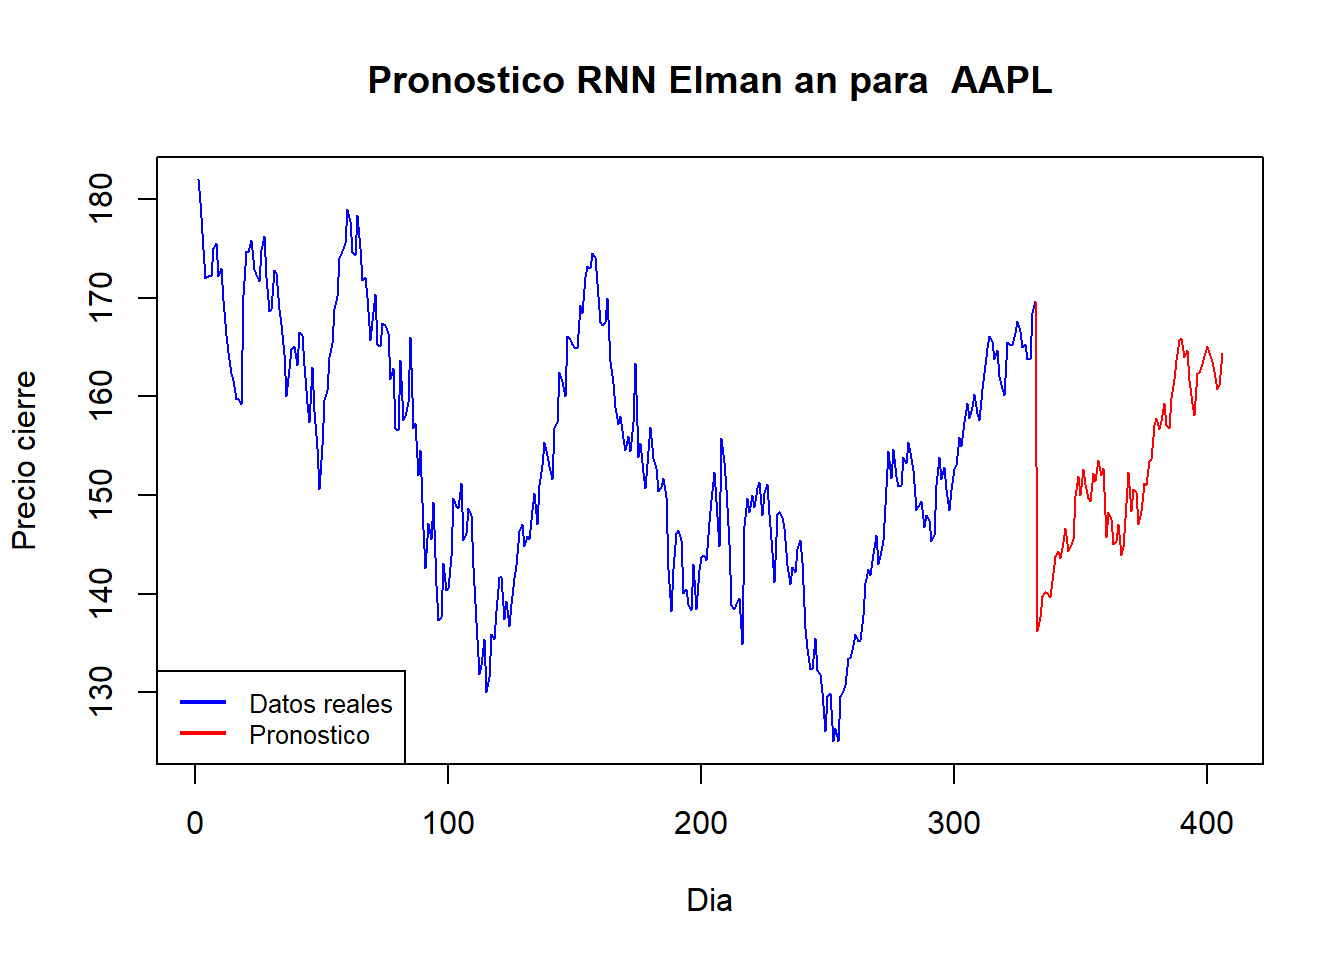 Pronostico RNN Elman an para  AAPL
Precio cierre
180
170
160
150
140
130
Datos reales
Pronostico
0 100 200 300 400
Dia